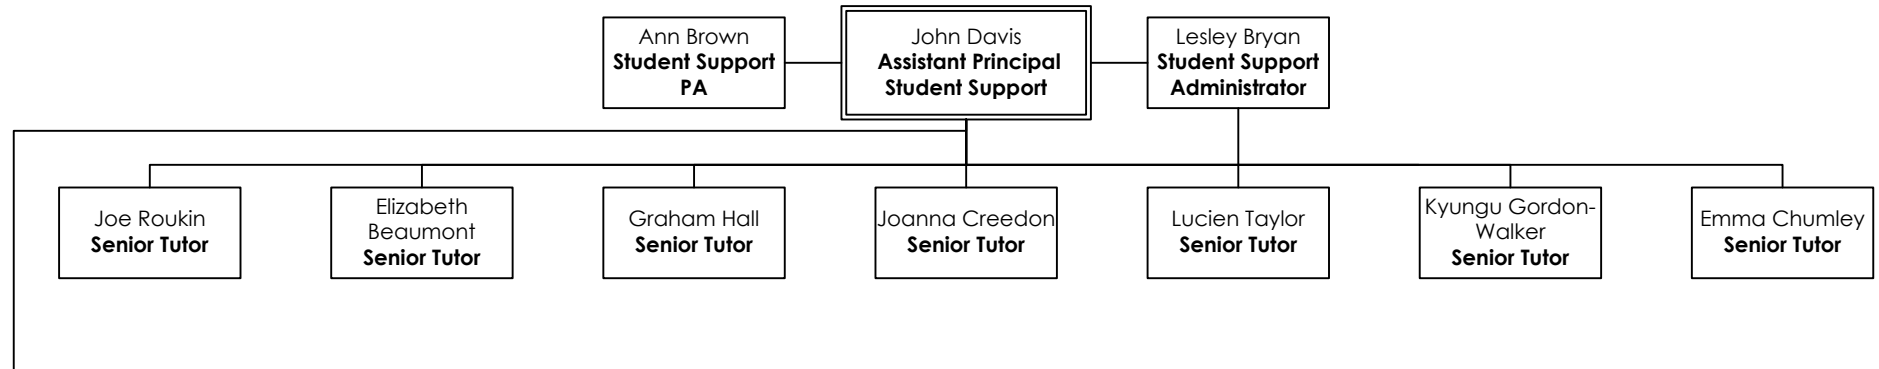 Ann Brown
Student Support
PA
John Davis
Assistant Principal
Student Support
Lesley Bryan
Student Support
Administrator
Joe Roukin
Senior Tutor
Elizabeth
Beaumont
Senior Tutor
Graham Hall
Senior Tutor
Joanna Creedon
Senior Tutor
Lucien Taylor
Senior Tutor
Kyungu Gordon-
Walker
Senior Tutor
Emma Chumley
Senior Tutor